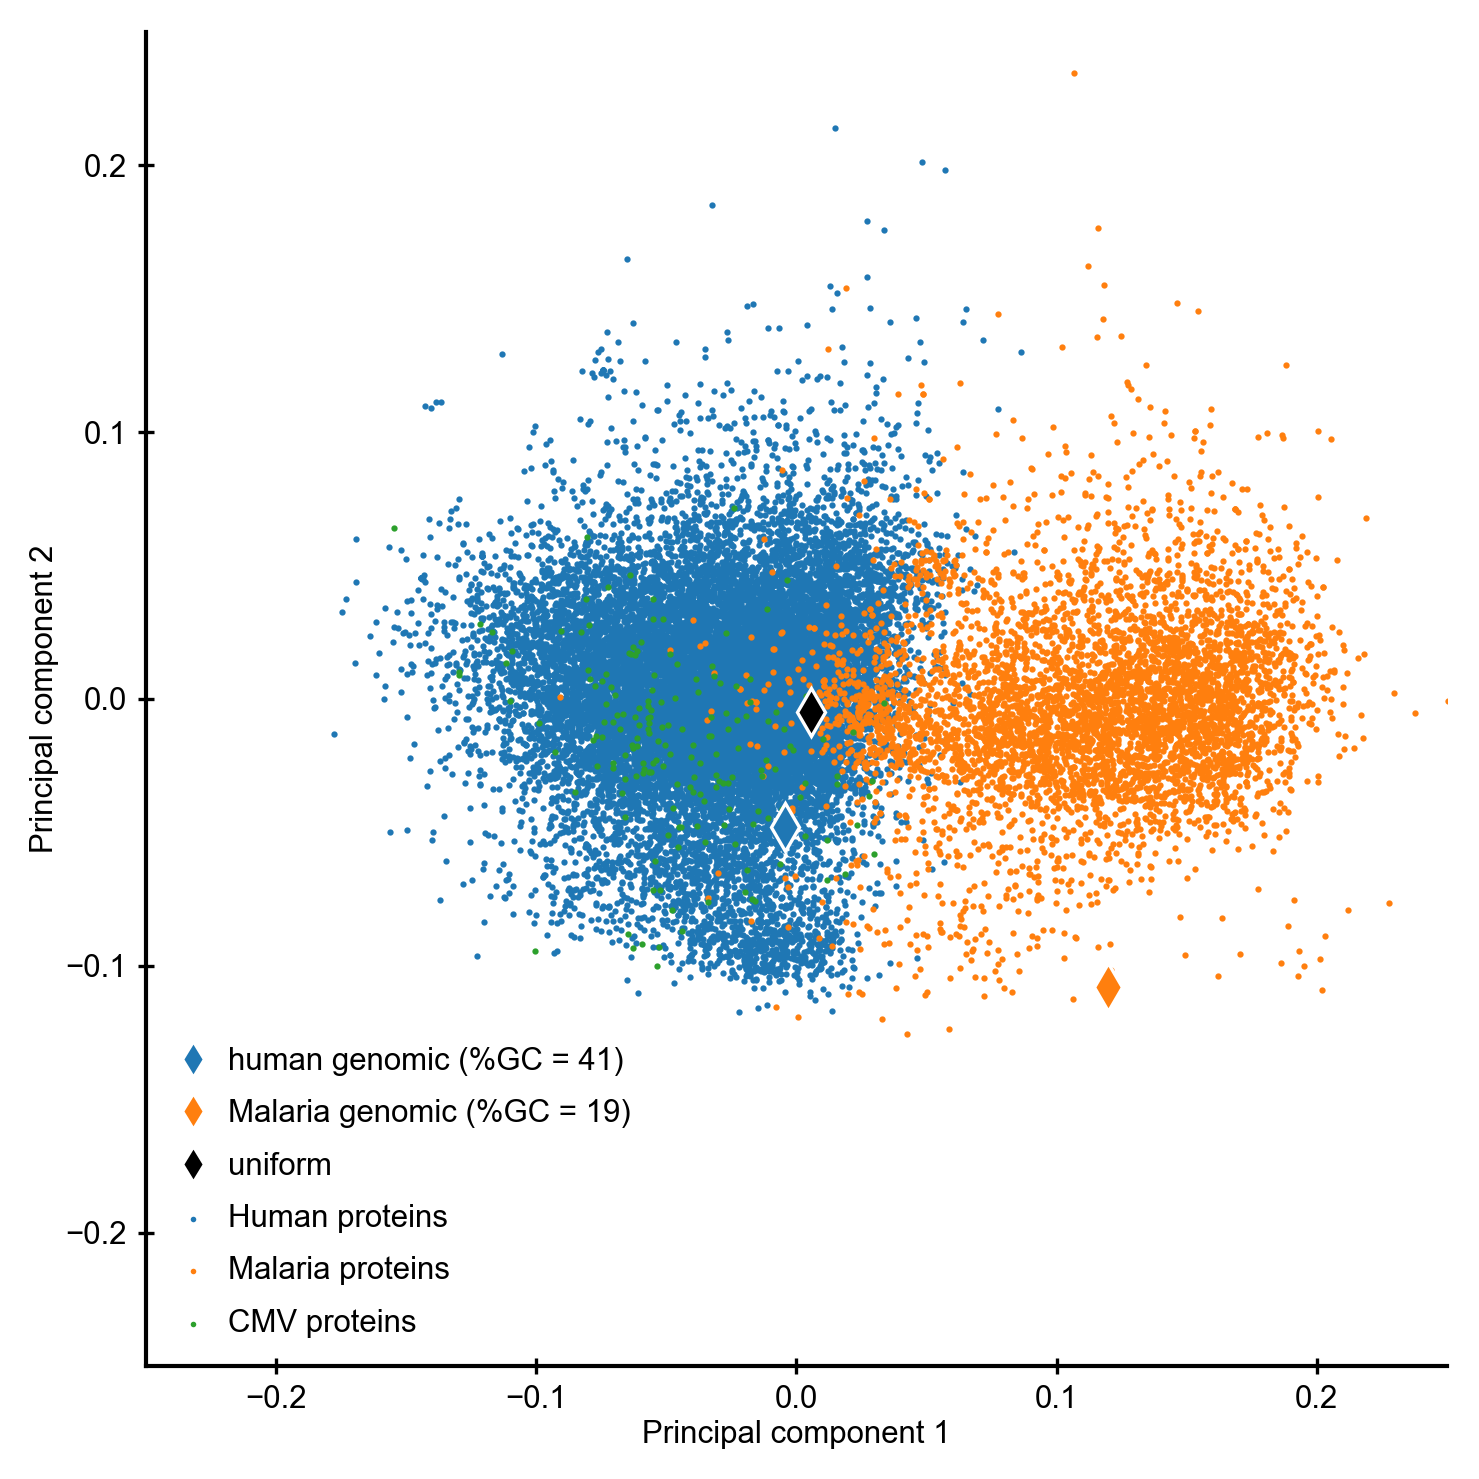 0.2
0.1
0.0
−0.1
−0.2
Principal component 2
human genomic (%GC = 41)
Malaria genomic (%GC = 19)
uniform
Human proteins
Malaria proteins
CMV proteins
−0.2 −0.1 0.0 0.1 0.2
Principal component 1